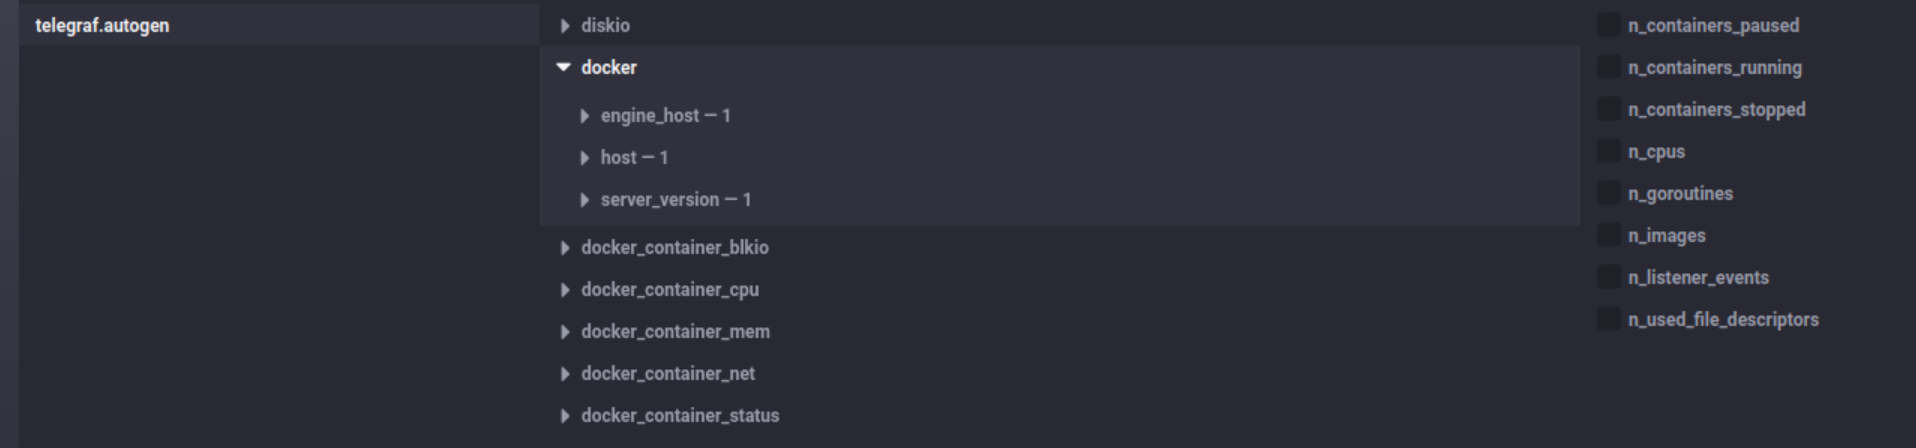 telegraf.autogen
diskio
docker
engine_host – 1
host – 1
server_version – 1
docker_container_blkio
docker_container_cpu
docker_container_mem
docker_container_net
docker_container_status
n_containers_paused
n_containers_running
n_containers_stopped
n_cpus
n_goroutines
n_images
n_listener_events
n_used_file_descriptors